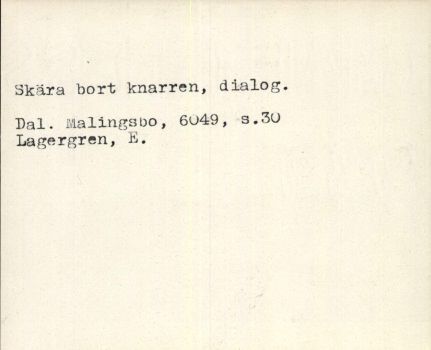 Skära bort knarren, dialog.
Dal. Malingsbo, 6049, s.30
Lagergren, E.